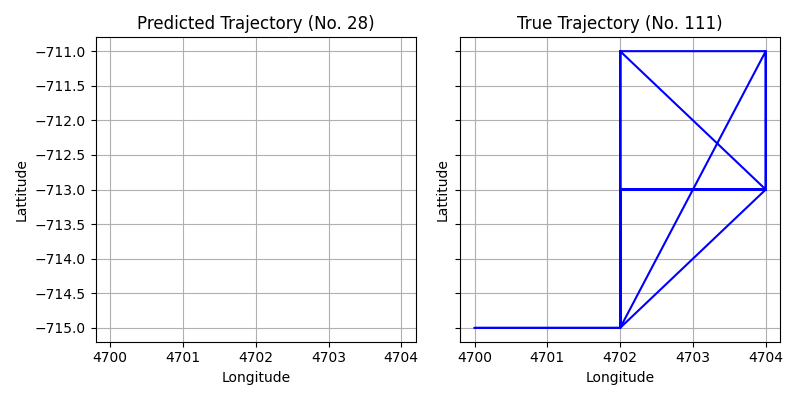 Predicted Trajectory (No. 28)
True Trajectory (No. 111)
−711.0
−711.5
−712.0
−712.5
−713.0
−713.5
−714.0
−714.5
−715.0
Lattitude
Lattitude
4700 4701 4702 4703 4704
4700 4701 4702 4703 4704
Longitude
Longitude